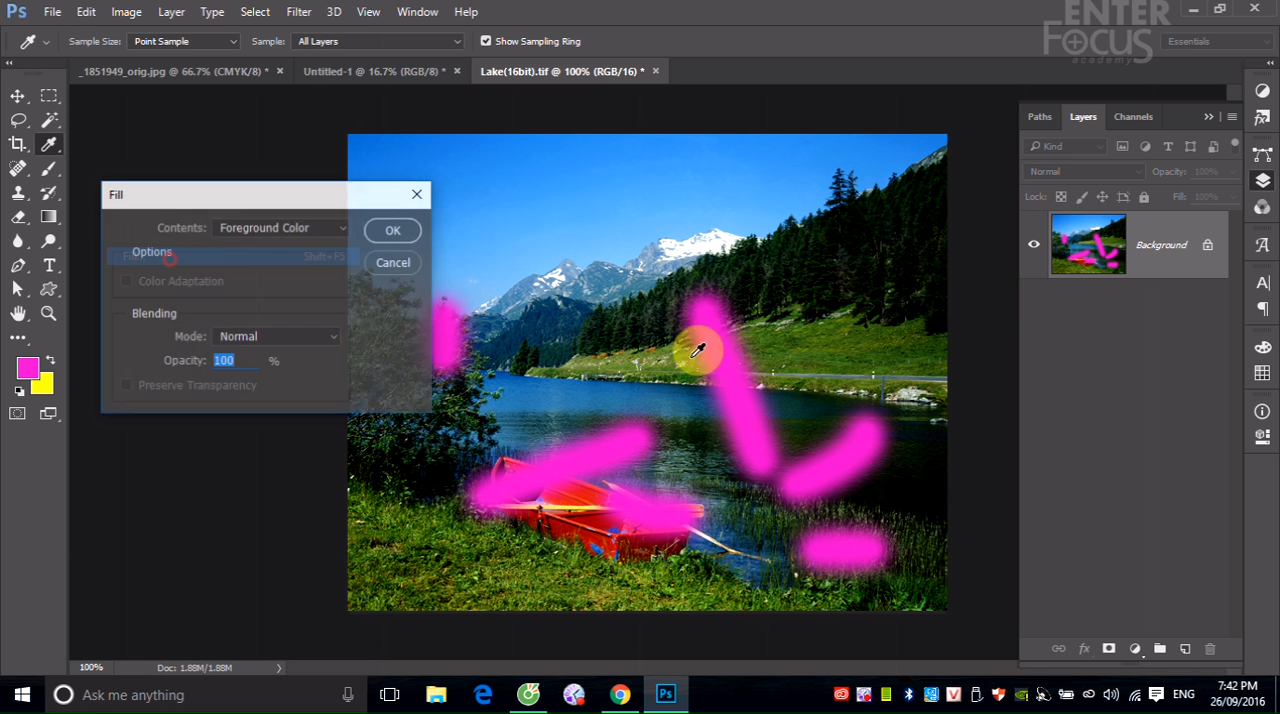 Ps File Edit Image Layer Type Select Filter 3D View Window Help
ENTER
FOCUS
academy
Sample Size: Point Sample Sample: All Layers Show Sampling Ring Essentials
_1851949_orig.jpg @ 66.7% (CMYK/8) * × Untitled-1 @ 16.7% (RGB/8) * × Lake(16bit).tif @ 100% (RGB/16) * ×
Paths Layers Channels
Kind
Normal Opacity: 100%
Lock: Fill: 100%
Background
Fill
Contents: Foreground Color OK
Options
Shift+F5
Cancel
Color Adaptation
Blending
Mode: Normal
Opacity: 100 %
Preserve Transparency
100% Doc: 1.88M/1.88M
Ask me anything
ENG
7:42 PM
26/09/2016